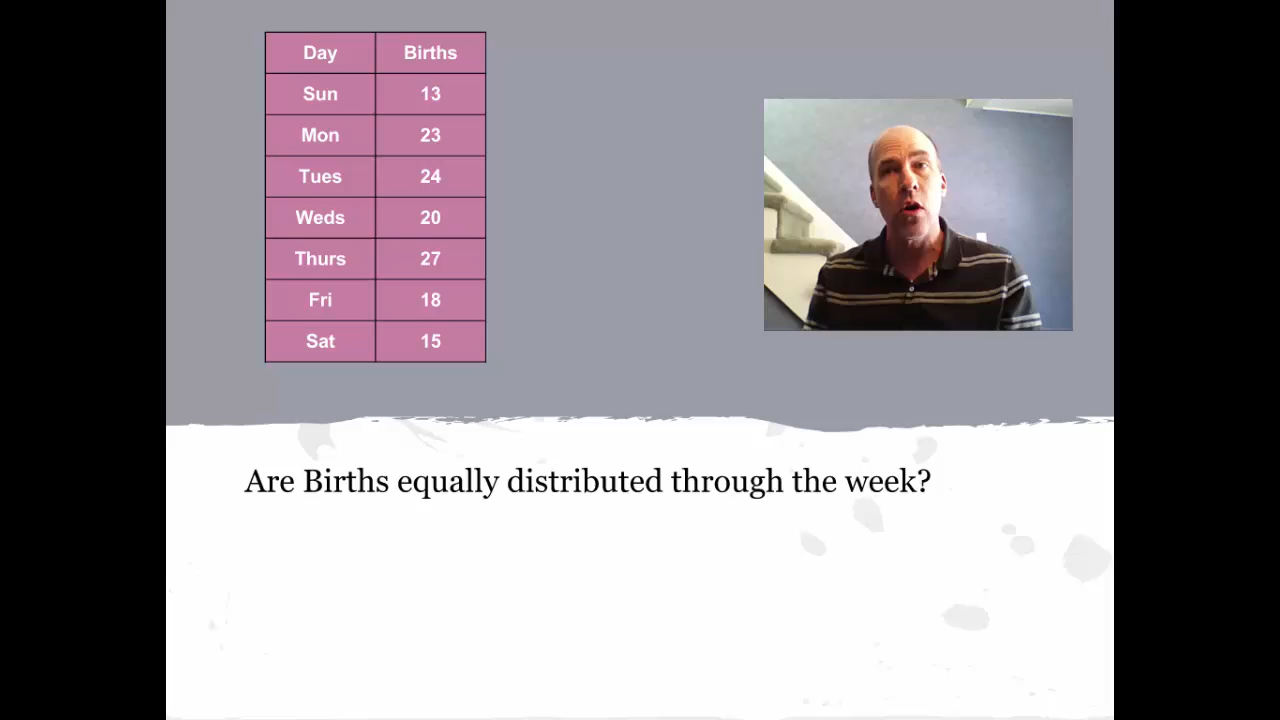 Day Births
Sun 13
Mon 23
Tues 24
Weds 20
Thurs 27
Fri 18
Sat 15
Are Births equally distributed through the week?